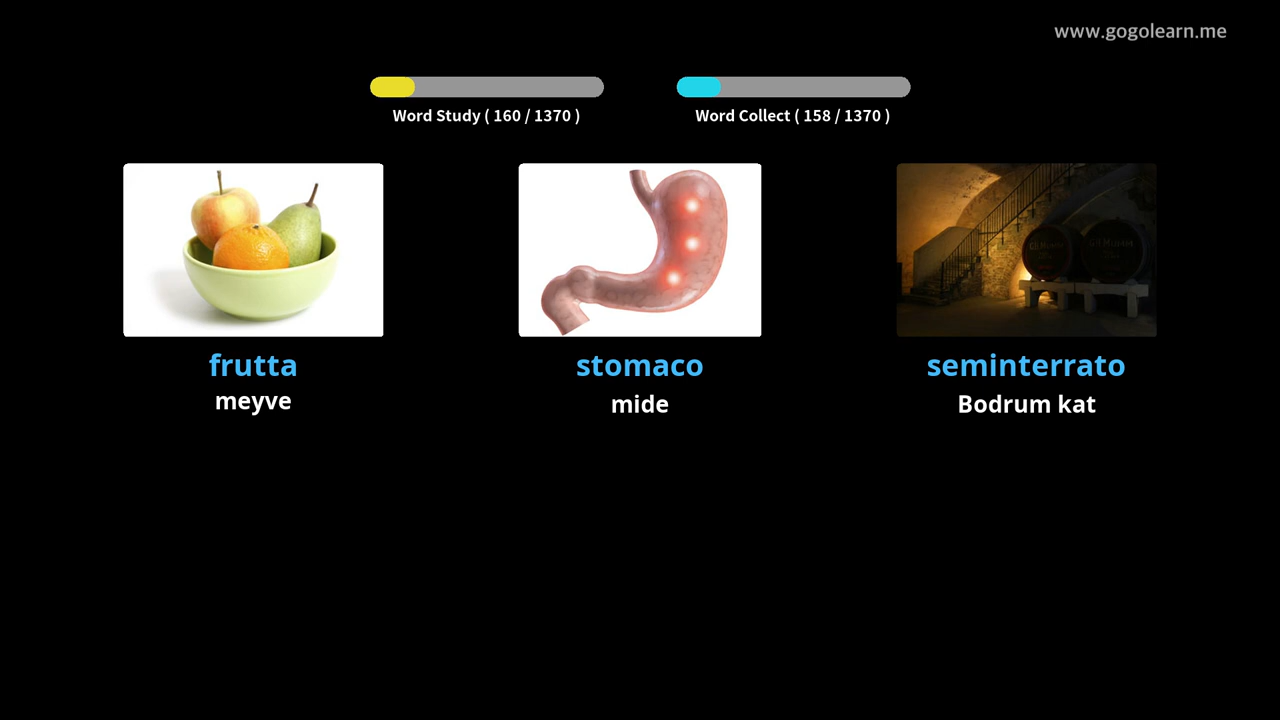 www.gogolearn.me
Word Study ( 160 / 1370 )
Word Collect ( 158 / 1370 )
frutta
stomaco
seminterrato
meyve
mide
Bodrum kat